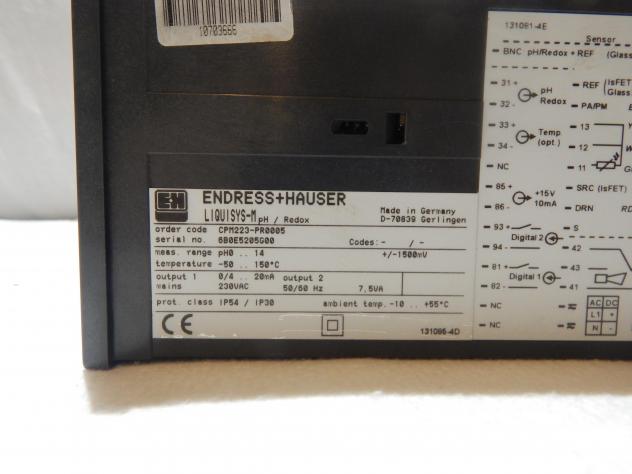 10703666
E+H
ENDRESS+HAUSER
LIQUISYS-M pH / Redox
Made in Germany
D-70839 Gerlingen
order code CPM223-PR0005
serial no. 6B0E5205G00 Codes: - / -
meas. range pH0 .. 14 +/-1500mV
temperature -50 .. 150°C
output 1 0/4 .. 20mA output 2
mains 230VAC 50/60 Hz 7,5VA
prot. class IP54 / IP30 ambient temp. -10 .. +55°C
CE
131086-4D
131081-4E
Sensor
BNC pH/Redox + REF (Glass
31 +
pH
Redox
32 -
REF (IsFET)
Glass
PA/PM
33 +
Temp.
(opt.)
34 -
13
12
11
NC
85 +
+15V
10mA
86 -
SRC (IsFET)
DRN
93 +
Digital 2
94 -
S
42
81 +
Digital 1
82 -
43
41
NC
NC
AC DC
L1 +
N -